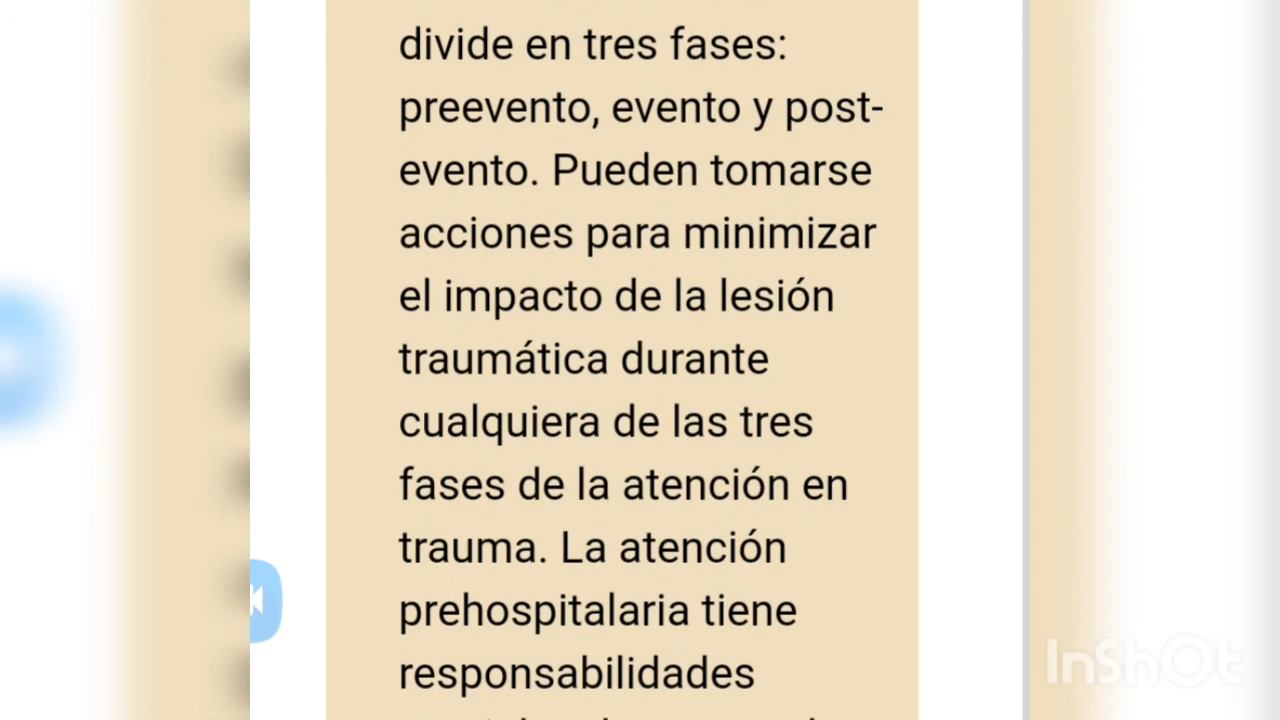 divide en tres fases:
preevento, evento y post-
evento. Pueden tomarse
acciones para minimizar
el impacto de la lesión
traumática durante
cualquiera de las tres
fases de la atención en
trauma. La atención
prehospitalaria tiene
responsabilidades
InShOt